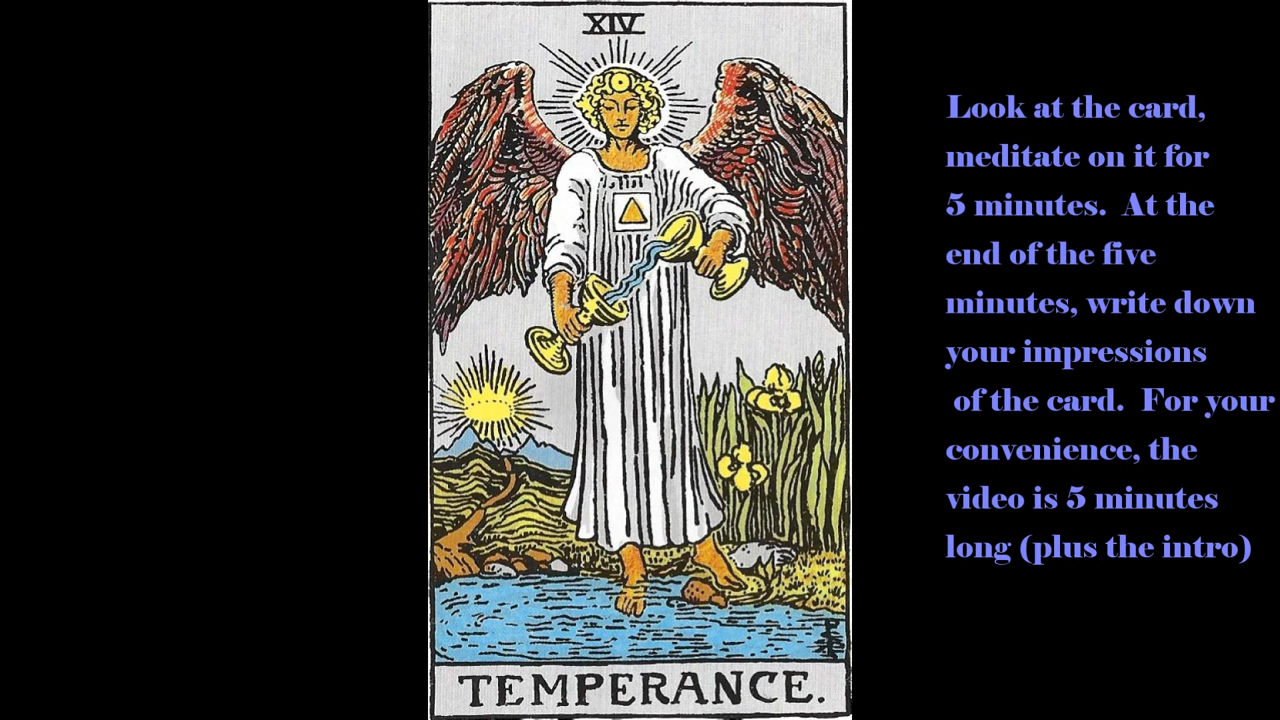 XIV
TEMPERANCE.
Look at the card,
meditate on it for
5 minutes.  At the
end of the five
minutes, write down
your impressions
of the card.  For your
convenience, the
video is 5 minutes
long (plus the intro)